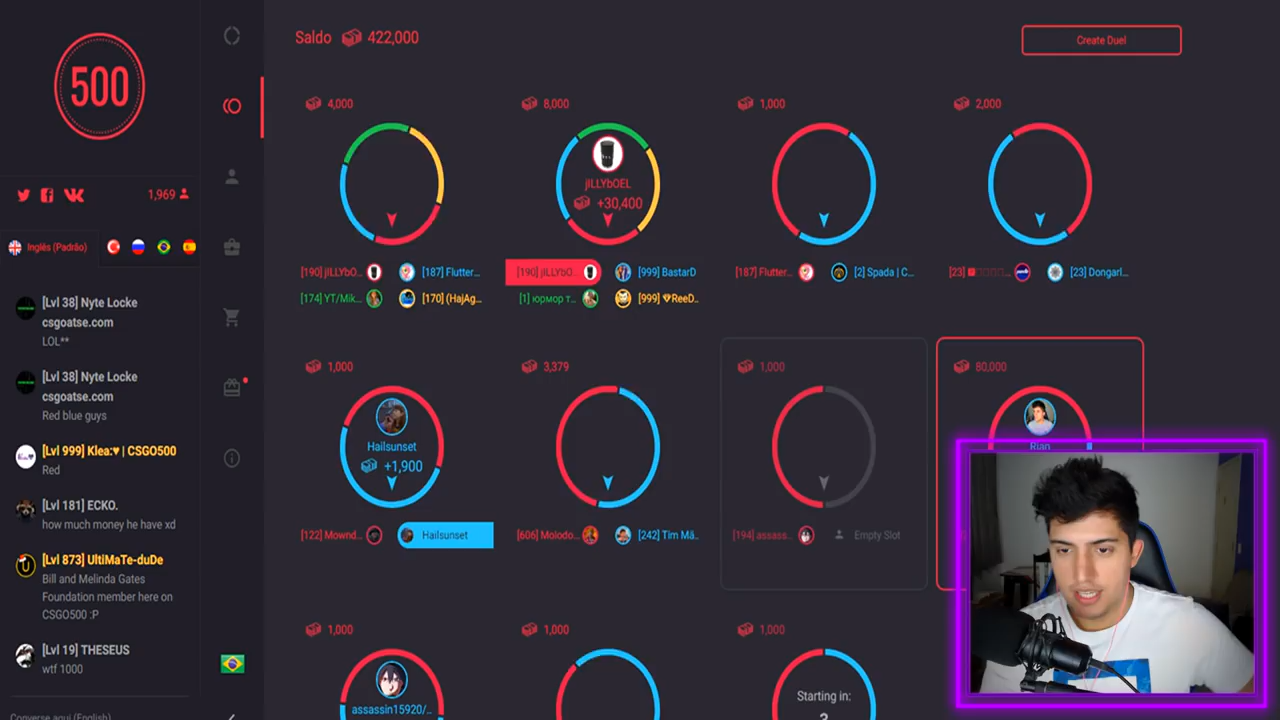 500
1,969
Inglês (Padrão)
[Lvl 38] Nyte Locke
csgoatse.com
LOL**
[Lvl 38] Nyte Locke
csgoatse.com
Red blue guys
[Lvl 999] Klea:♥ | CSGO500
Red
[Lvl 181] ECKO.
how much money he have xd
[Lvl 873] UltiMaTe-duDe
Bill and Melinda Gates
Foundation member here on
CSGO500 :P
[Lvl 19] THESEUS
wtf 1000
Converse aqui (English)
Saldo 422,000
Create Duel
4,000
[190] jILLYbO...
[187] Flutter...
[174] YT/Mik...
[170] (HajAg...
8,000
jILLYbOEL
+30,400
[190] jILLYbO...
[999] BastarD
[1] юрмор т...
[999] 💎ReeD...
1,000
[187] Flutter...
[2] Spada | C...
2,000
[23]
[23] Dongarl...
1,000
Hailsunset
+1,900
[122] Mownd...
Hailsunset
3,379
[606] Molodo...
[242] Tim Mä...
1,000
[194] assass...
Empty Slot
80,000
Rian
1,000
assassin15920/...
1,000
1,000
Starting in: